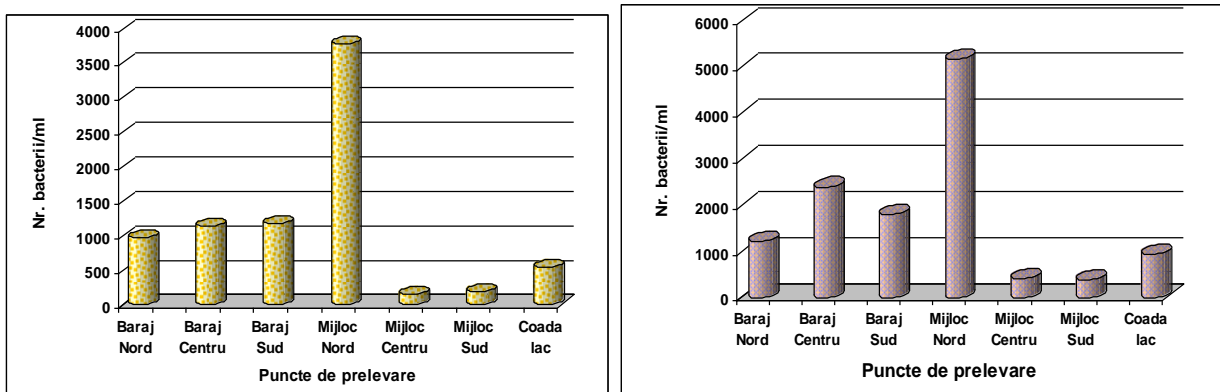 4000
3500
3000
2500
2000
1500
1000
500
0
Nr. bacterii/ml
Baraj Nord
Baraj Centru
Baraj Sud
Mijloc Nord
Mijloc Centru
Mijloc Sud
Coada lac
Puncte de prelevare
6000
5000
4000
3000
2000
1000
0
Nr. bacterii/ml
Baraj Nord
Baraj Centru
Baraj Sud
Mijloc Nord
Mijloc Centru
Mijloc Sud
Coada lac
Puncte de prelevare